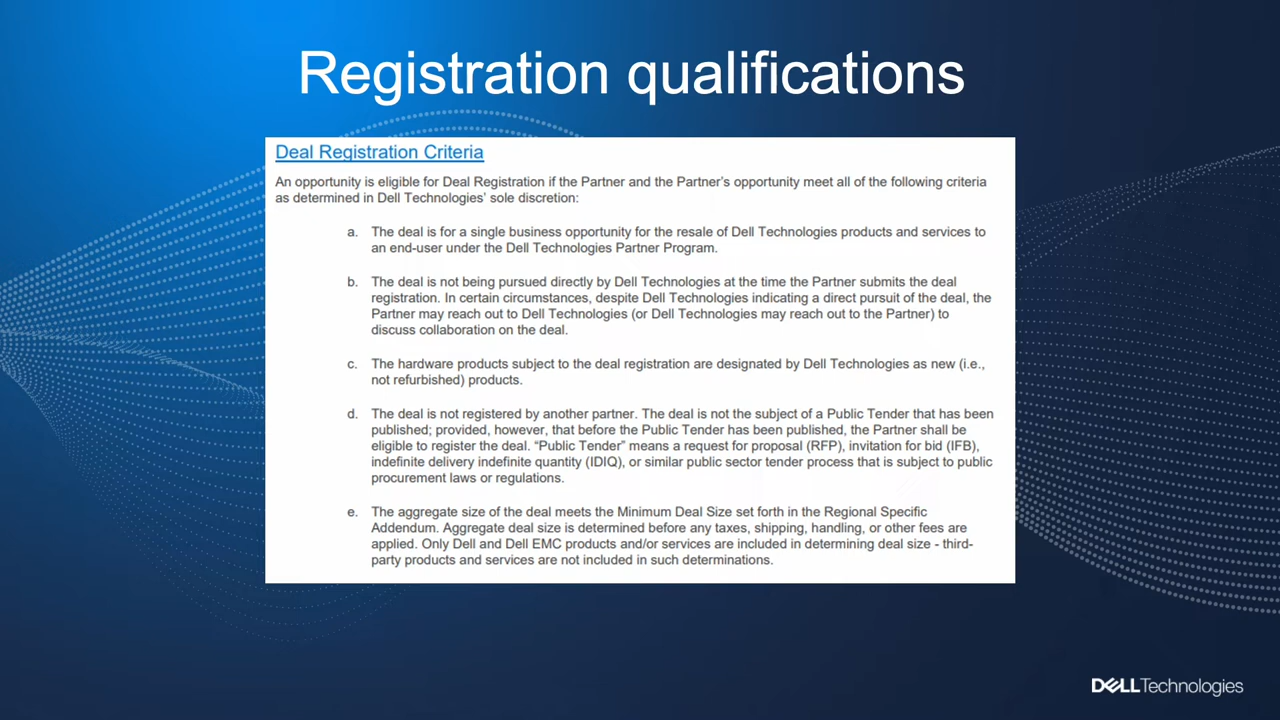 Registration qualifications
Deal Registration Criteria
An opportunity is eligible for Deal Registration if the Partner and the Partner's opportunity meet all of the following criteria
as determined in Dell Technologies' sole discretion:
a. The deal is for a single business opportunity for the resale of Dell Technologies products and services to
an end-user under the Dell Technologies Partner Program.
b. The deal is not being pursued directly by Dell Technologies at the time the Partner submits the deal
registration. In certain circumstances, despite Dell Technologies indicating a direct pursuit of the deal, the
Partner may reach out to Dell Technologies (or Dell Technologies may reach out to the Partner) to
discuss collaboration on the deal.
c. The hardware products subject to the deal registration are designated by Dell Technologies as new (i.e.,
not refurbished) products.
d. The deal is not registered by another partner. The deal is not the subject of a Public Tender that has been
published; provided, however, that before the Public Tender has been published, the Partner shall be
eligible to register the deal. “Public Tender” means a request for proposal (RFP), invitation for bid (IFB),
indefinite delivery indefinite quantity (IDIQ), or similar public sector tender process that is subject to public
procurement laws or regulations.
e. The aggregate size of the deal meets the Minimum Deal Size set forth in the Regional Specific
Addendum. Aggregate deal size is determined before any taxes, shipping, handling, or other fees are
applied. Only Dell and Dell EMC products and/or services are included in determining deal size - third-
party products and services are not included in such determinations.
DELLTechnologies